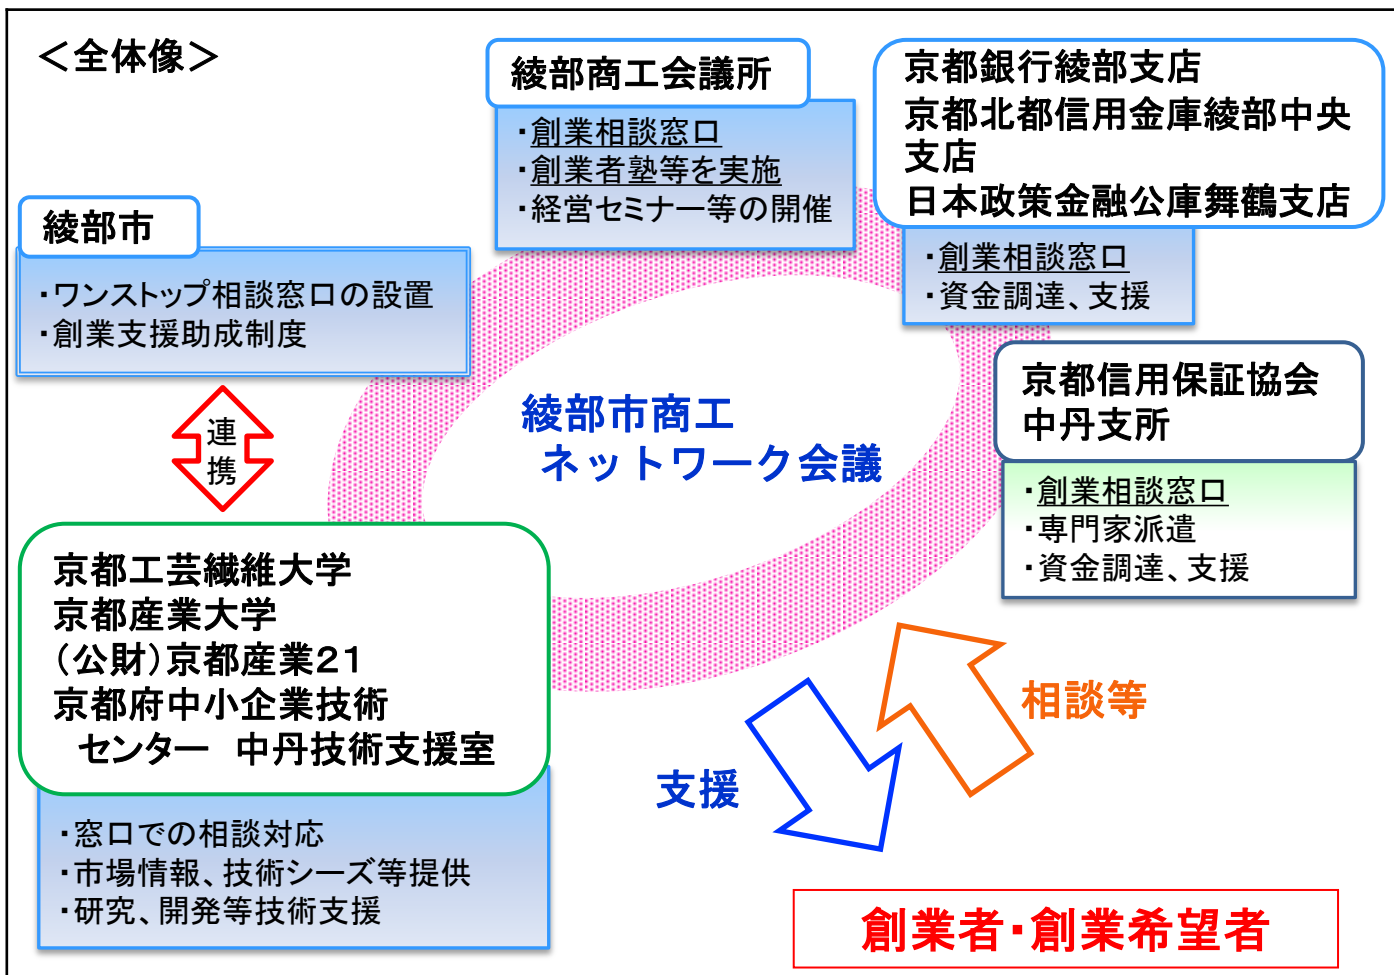 ＜全体像＞
綾部商工会議所
・創業相談窓口
・創業者塾等を実施
・経営セミナー等の開催
京都銀行綾部支店
京都北都信用金庫綾部中央
支店
日本政策金融公庫舞鶴支店
・創業相談窓口
・資金調達、支援
綾部市
・ワンストップ相談窓口の設置
・創業支援助成制度
京都信用保証協会
中丹支所
・創業相談窓口
・専門家派遣
・資金調達、支援
綾部市商工
ネットワーク会議
連
携
京都工芸繊維大学
京都産業大学
（公財）京都産業２１
京都府中小企業技術
センター　中丹技術支援室
・窓口での相談対応
・市場情報、技術シーズ等提供
・研究、開発等技術支援
相談等
支援
創業者・創業希望者